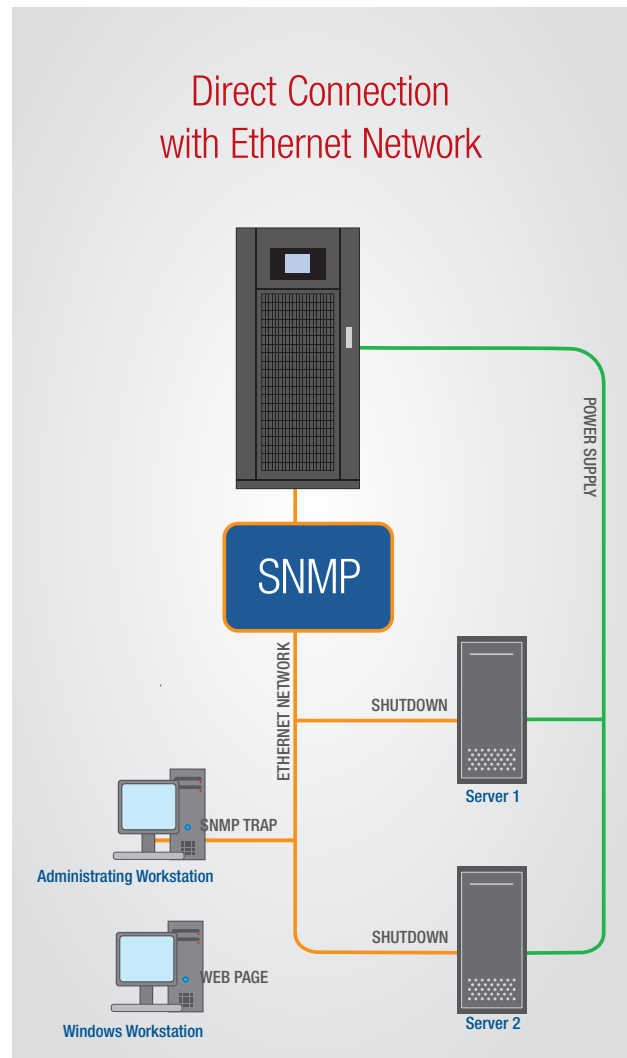 Direct Connection
with Ethernet Network
POWER SUPPLY
SNMP
ETHERNET NETWORK
SHUTDOWN
Server 1
SNMP TRAP
Administrating Workstation
SHUTDOWN
WEB PAGE
Server 2
Windows Workstation